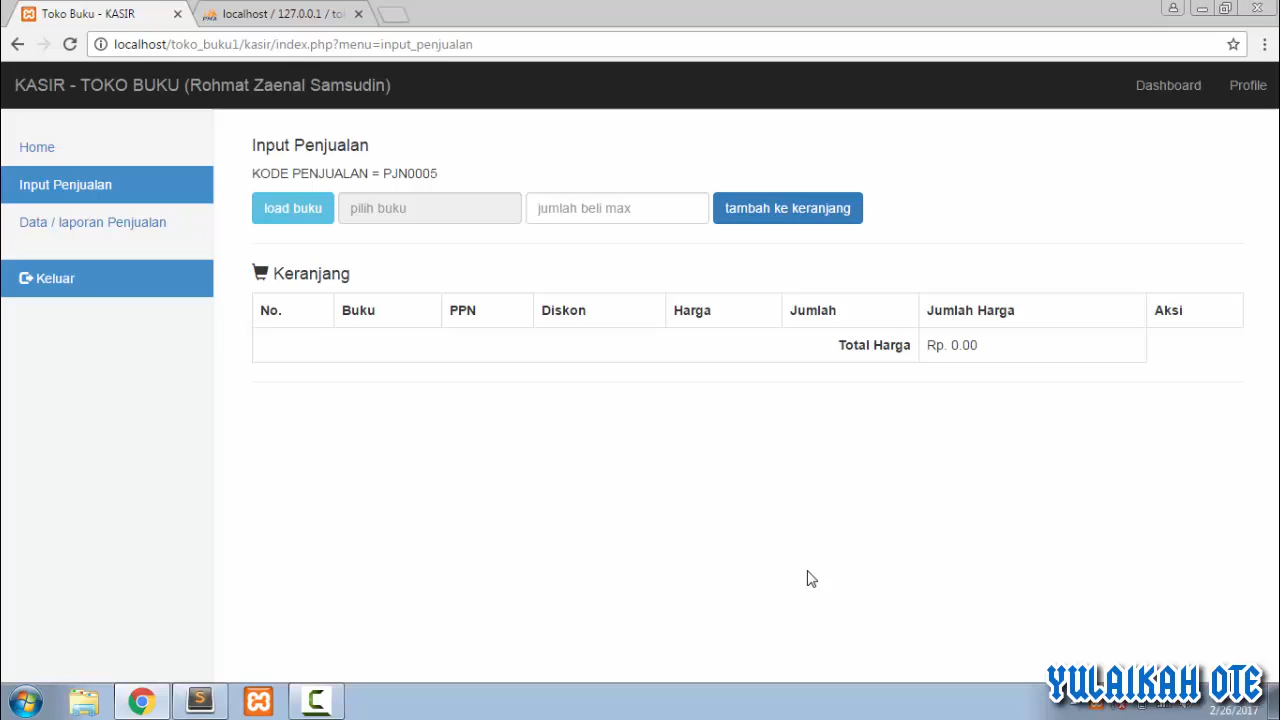 Toko Buku - KASIR
localhost / 127.0.0.1 / to
localhost/toko_buku1/kasir/index.php?menu=input_penjualan
KASIR - TOKO BUKU (Rohmat Zaenal Samsudin)
Dashboard
Profile
Home
Input Penjualan
Data / laporan Penjualan
Keluar
Input Penjualan
KODE PENJUALAN = PJN0005
load buku
pilih buku
jumlah beli max
tambah ke keranjang
Keranjang
No. Buku PPN Diskon Harga Jumlah Jumlah Harga Aksi
Total Harga Rp. 0.00
YULAIKAH OTE
2/26/2017